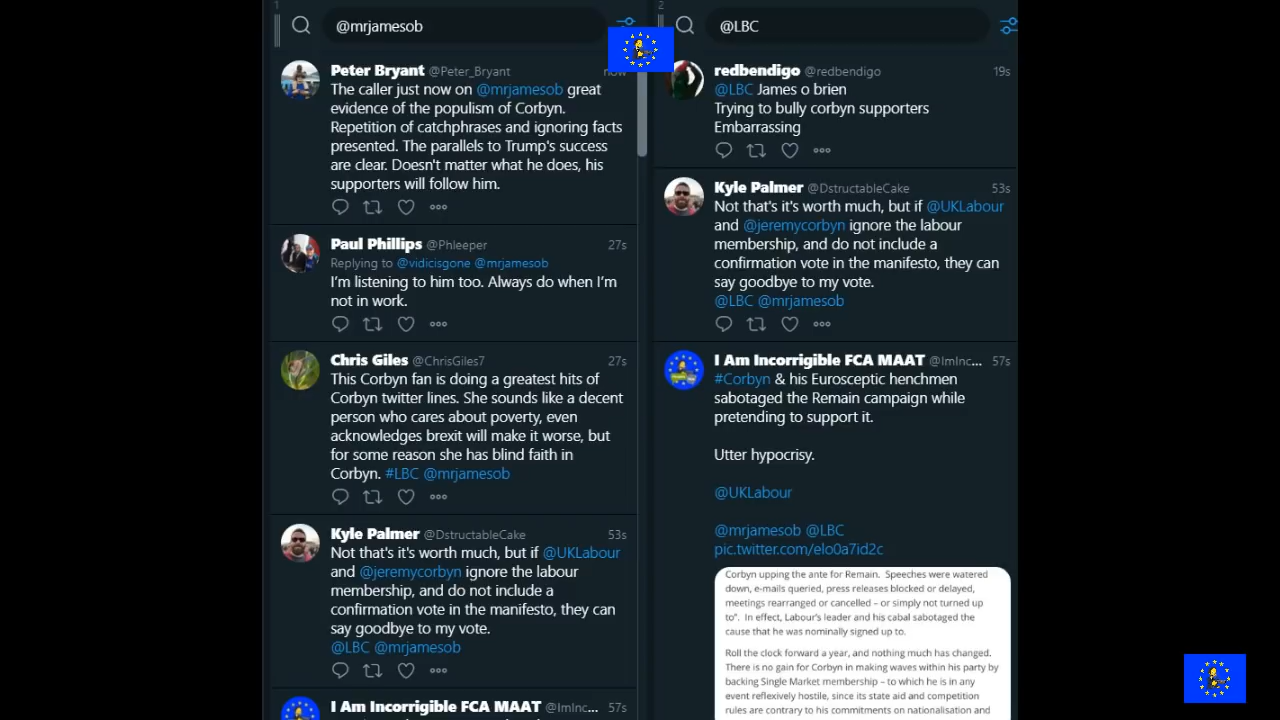 1
@mrjamesob
Peter Bryant @Peter_Bryant now
The caller just now on @mrjamesob great
evidence of the populism of Corbyn.
Repetition of catchphrases and ignoring facts
presented. The parallels to Trump's success
are clear. Doesn't matter what he does, his
supporters will follow him.
Paul Phillips @Phleeper 27s
Replying to @vidicisgone @mrjamesob
I'm listening to him too. Always do when I'm
not in work.
Chris Giles @ChrisGiles7 27s
This Corbyn fan is doing a greatest hits of
Corbyn twitter lines. She sounds like a decent
person who cares about poverty, even
acknowledges brexit will make it worse, but
for some reason she has blind faith in
Corbyn. #LBC @mrjamesob
Kyle Palmer @DstructableCake 53s
Not that's it's worth much, but if @UKLabour
and @jeremycorbyn ignore the labour
membership, and do not include a
confirmation vote in the manifesto, they can
say goodbye to my vote.
@LBC @mrjamesob
I Am Incorrigible FCA MAAT @ImInc... 57s
2
@LBC
redbendigo @redbendigo 19s
@LBC James o brien
Trying to bully corbyn supporters
Embarrassing
Kyle Palmer @DstructableCake 53s
Not that's it's worth much, but if @UKLabour
and @jeremycorbyn ignore the labour
membership, and do not include a
confirmation vote in the manifesto, they can
say goodbye to my vote.
@LBC @mrjamesob
I Am Incorrigible FCA MAAT @ImInc... 57s
#Corbyn & his Eurosceptic henchmen
sabotaged the Remain campaign while
pretending to support it.
Utter hypocrisy.
@UKLabour
@mrjamesob @LBC
pic.twitter.com/elo0a7id2c
Corbyn upping the ante for Remain. Speeches were watered
down, e-mails queried, press releases blocked or delayed,
meetings rearranged or cancelled – or simply not turned up
to”. In effect, Labour's leader and his cabal sabotaged the
cause that he was nominally signed up to.
Roll the clock forward a year, and nothing much has changed.
There is no gain for Corbyn in making waves within his party by
backing Single Market membership – to which he is in any
event reflexively hostile, since its state aid and competition
rules are contrary to his commitments on nationalisation and